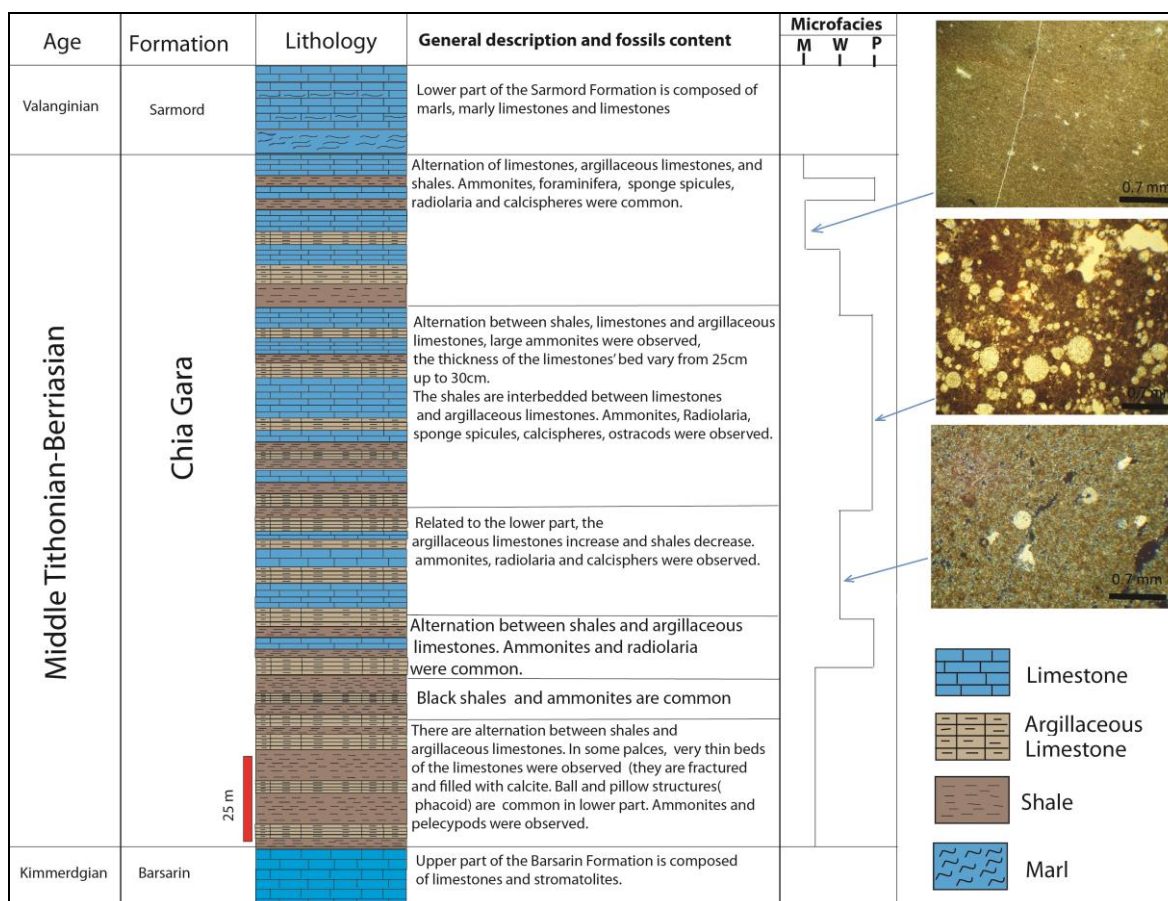 Age
Formation
Lithology
General description and fossils content
Microfacies
M W P
Valanginian
Sarmord
Lower part of the Sarmord Formation is composed of
marls, marly limestones and limestones
Middle Tithonian-Berriasian
Chia Gara
Alternation of limestones, argillaceous limestones, and
shales. Ammonites, foraminifera, sponge spicules,
radiolaria and calcispheres were common.
Alternation between shales, limestones and argillaceous
limestones, large ammonites were observed,
the thickness of the limestones' bed vary from 25cm
up to 30cm.
The shales are interbedded between limestones
and argillaceous limestones. Ammonites, Radiolaria,
sponge spicules, calcispheres, ostracods were observed.
Related to the lower part, the
argillaceous limestones increase and shales decrease.
ammonites, radiolaria and calcisphers were observed.
Alternation between shales and argillaceous
limestones. Ammonites and radiolaria
were common.
Black shales and ammonites are common
There are alternation between shales and
argillaceous limestones. In some palces, very thin beds
of the limestones were observed (they are fractured
and filled with calcite. Ball and pillow structures(
phacoid) are common in lower part. Ammonites and
pelecypods were observed.
25 m
Kimmerdgian
Barsarin
Upper part of the Barsarin Formation is composed
of limestones and stromatolites.
0.7 mm
0.7 mm
0.7 mm
Limestone
Argillaceous
Limestone
Shale
Marl